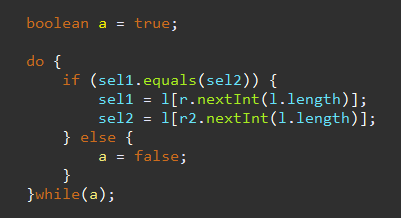 boolean a = true;
do {
if (sel1.equals(sel2)) {
sel1 = l[r.nextInt(l.length)];
sel2 = l[r2.nextInt(l.length)];
} else {
a = false;
}
}while(a);